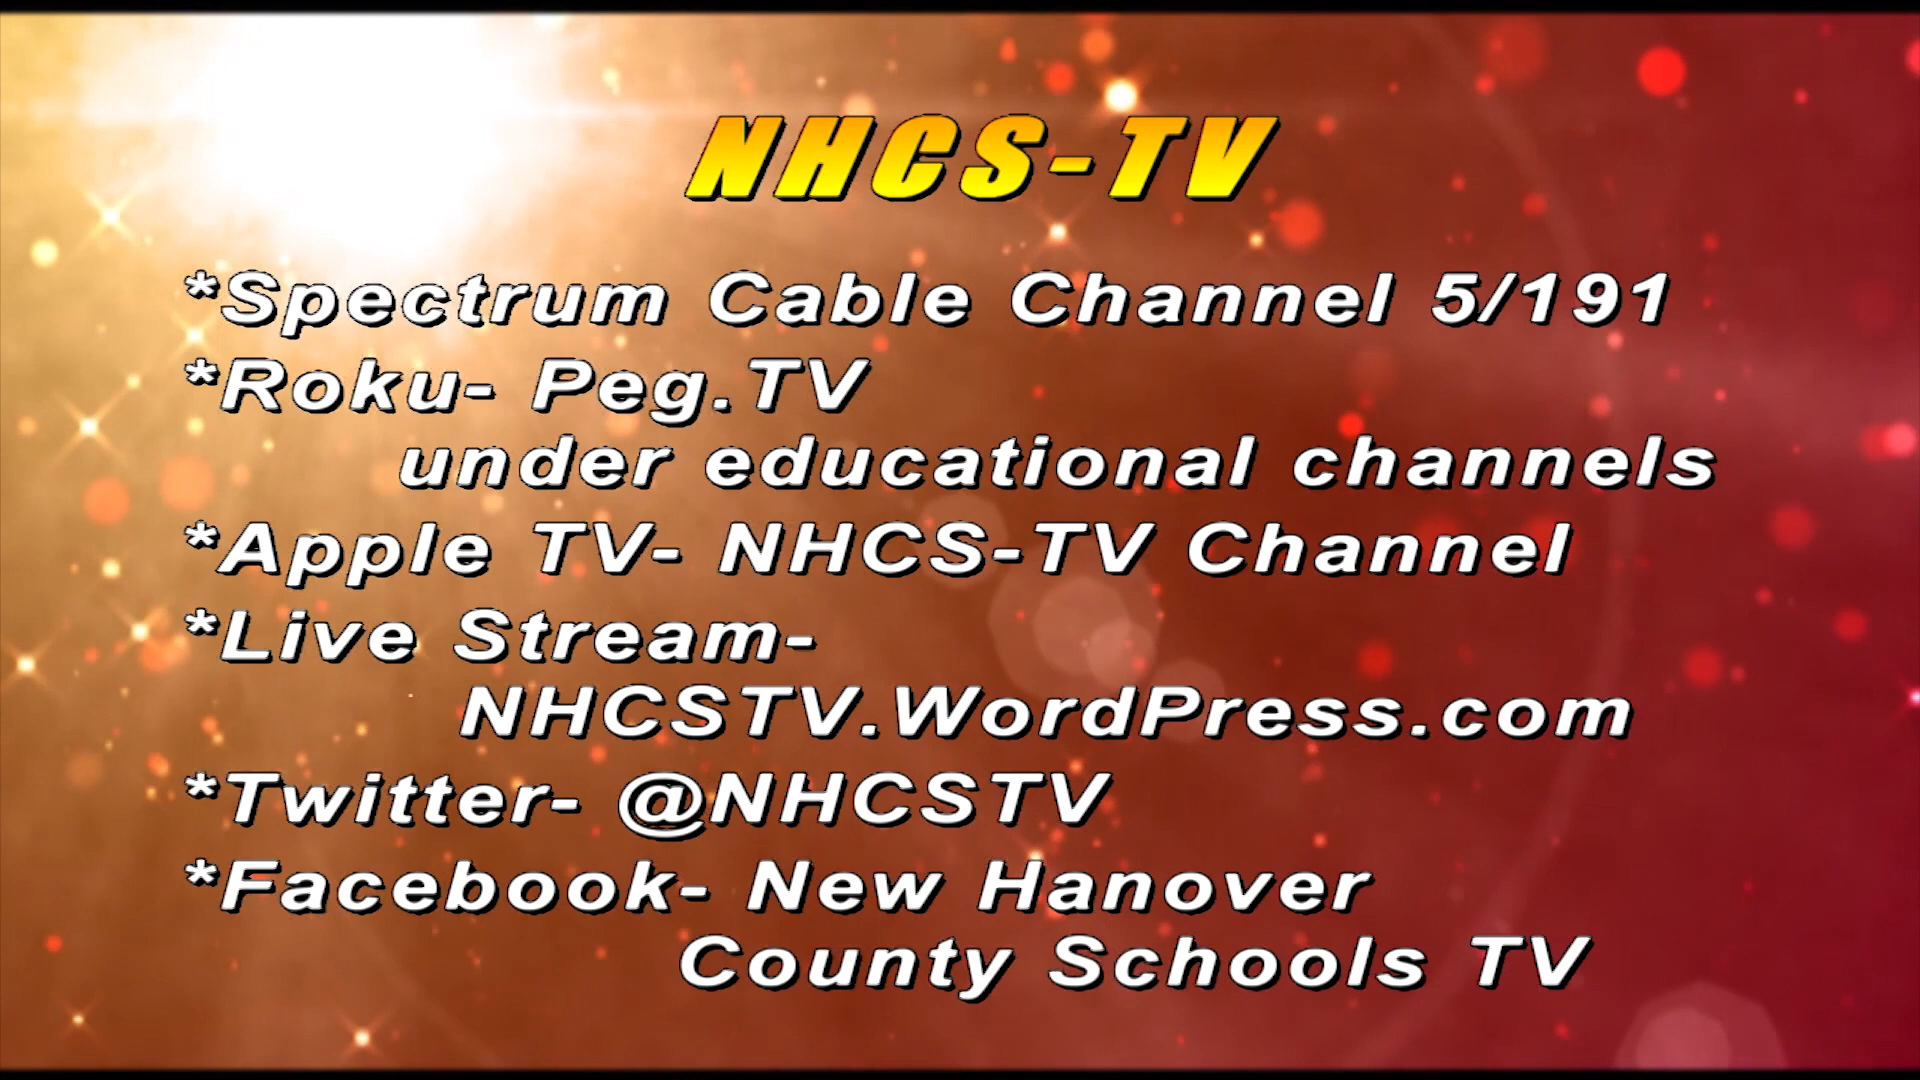 NHCS-TV
*Spectrum Cable Channel 5/191
*Roku- Peg.TV
under educational channels
*Apple TV- NHCS-TV Channel
*Live Stream-
NHCSTV.WordPress.com
*Twitter- @NHCSTV
*Facebook- New Hanover
County Schools TV